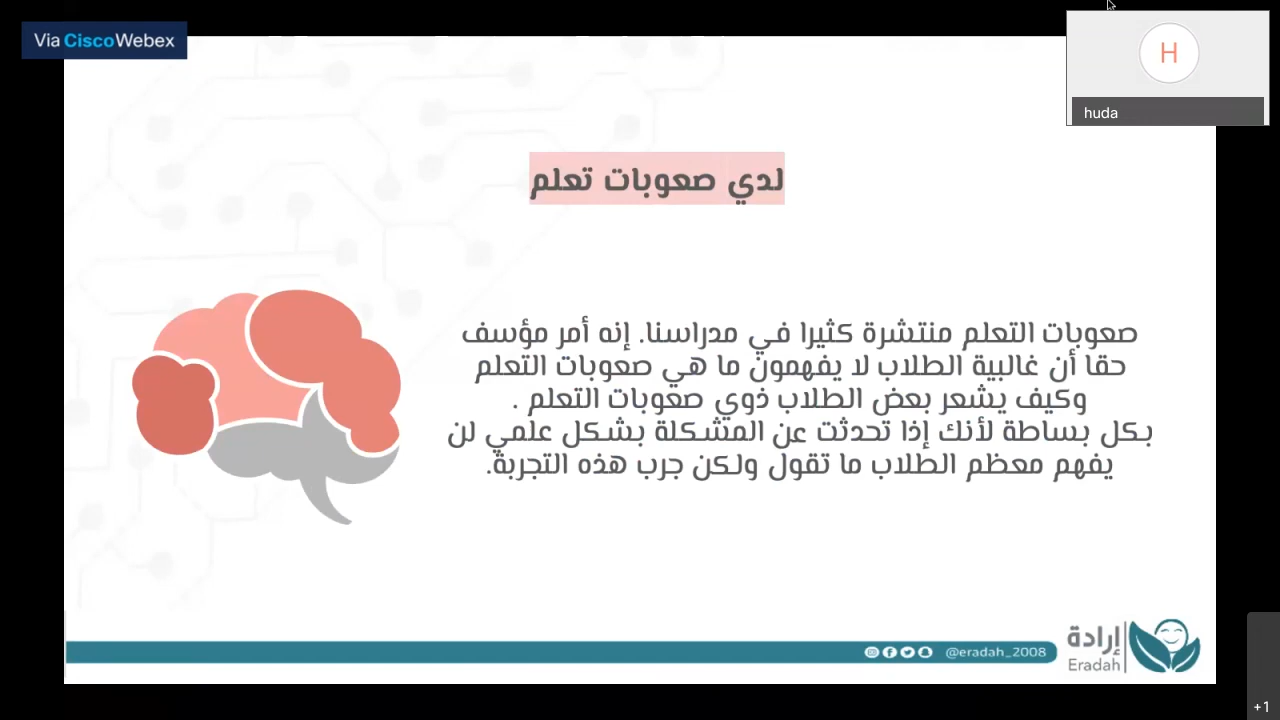 Via Cisco Webex
H
huda
لدي صعوبات تعلم
صعوبات التعلم منتشرة كثيرا في مدراسنا. إنه أمر مؤسف
حقا أن غالبية الطلاب لا يفهمون ما هي صعوبات التعلم
وكيف يشعر بعض الطلاب ذوي صعوبات التعلم .
بكل بساطة لأنك إذا تحدثت عن المشكلة بشكل علمي لن
يفهم معظم الطلاب ما تقول ولكن جرب هذه التجربة.
@eradah_2008
إرادة
Eradah
+1